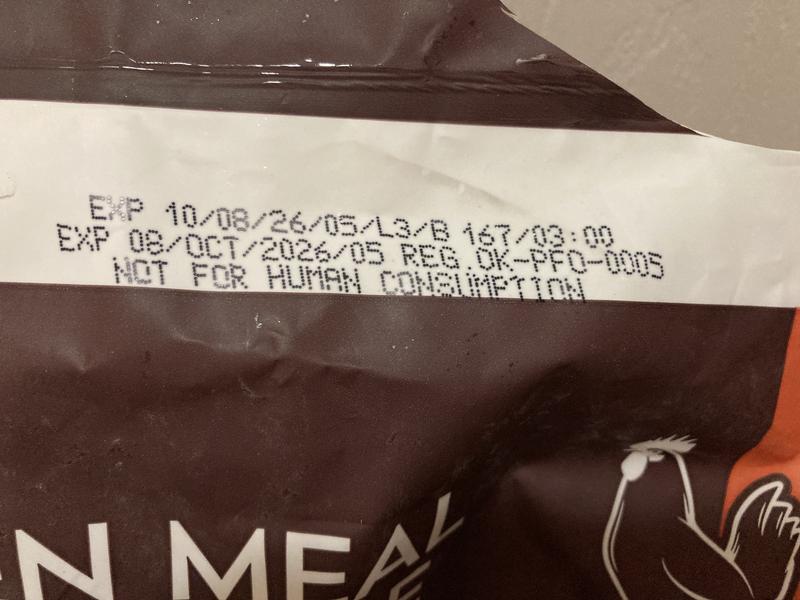 EXP 10/08/26/05/L3/B 167/03:00
EXP 08/OCT/2026/05 REG.OK-PFO-0005
NOT FOR HUMAN CONSUMPTION
MEAL